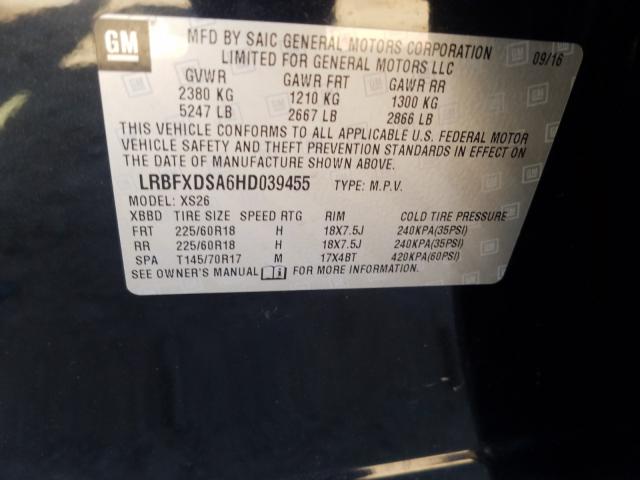 GM
MFD BY SAIC GENERAL MOTORS CORPORATION
LIMITED FOR GENERAL MOTORS LLC
09/16
GVWR GAWR FRT GAWR RR
2380 KG 1210 KG 1300 KG
5247 LB 2667 LB 2866 LB
THIS VEHICLE CONFORMS TO ALL APPLICABLE U.S. FEDERAL MOTOR
VEHICLE SAFETY AND THEFT PREVENTION STANDARDS IN EFFECT ON
THE DATE OF MANUFACTURE SHOWN ABOVE.
LRBFXDSA6HD039455 TYPE: M.P.V.
MODEL: XS26
XBBD TIRE SIZE SPEED RTG RIM COLD TIRE PRESSURE
FRT 225/60R18 H 18X7.5J 240KPA(35PSI)
RR 225/60R18 H 18X7.5J 240KPA(35PSI)
SPA T145/70R17 M 17X4BT 420KPA(60PSI)
SEE OWNER'S MANUAL FOR MORE INFORMATION.